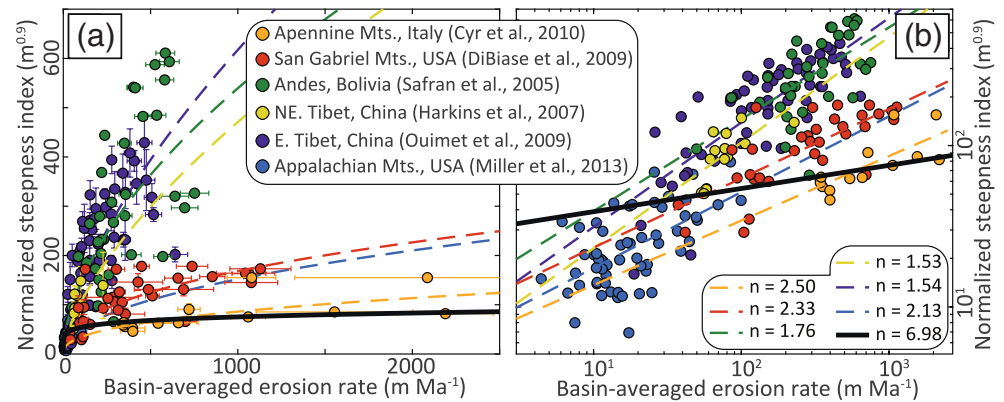 (a)
Normalized steepness index (m⁰·⁹)
600
400
200
0
0
1000
2000
Basin-averaged erosion rate (m Ma⁻¹)
Apennine Mts., Italy (Cyr et al., 2010)
San Gabriel Mts., USA (DiBiase et al., 2009)
Andes, Bolivia (Safran et al., 2005)
NE. Tibet, China (Harkins et al., 2007)
E. Tibet, China (Ouimet et al., 2009)
Appalachian Mts., USA (Miller et al., 2013)
(b)
Normalized steepness index (m⁰·⁹)
10²
10¹
n = 2.50
n = 2.33
n = 1.76
n = 1.53
n = 1.54
n = 2.13
n = 6.98
10¹
10²
10³
Basin-averaged erosion rate (m Ma⁻¹)